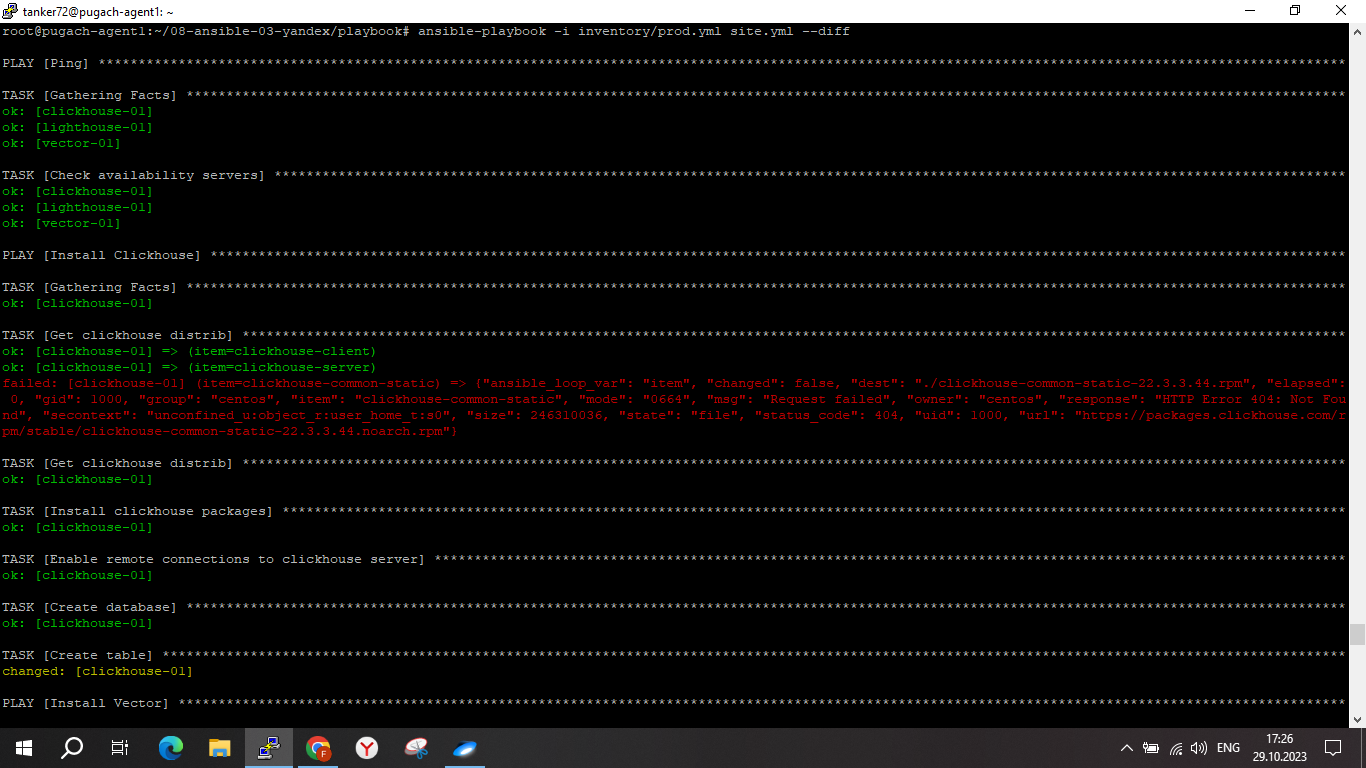 tanker72@pugach-agent1: ~
root@pugach-agent1:~/08-ansible-03-yandex/playbook# ansible-playbook -i inventory/prod.yml site.yml --diff
PLAY [Ping] ****************************************************************************************************************************************************************
TASK [Gathering Facts] *****************************************************************************************************************************************************
ok: [clickhouse-01]
ok: [lighthouse-01]
ok: [vector-01]
TASK [Check availability servers] ******************************************************************************************************************************************
ok: [clickhouse-01]
ok: [lighthouse-01]
ok: [vector-01]
PLAY [Install Clickhouse] **************************************************************************************************************************************************
TASK [Gathering Facts] *****************************************************************************************************************************************************
ok: [clickhouse-01]
TASK [Get clickhouse distrib] **********************************************************************************************************************************************
ok: [clickhouse-01] => (item=clickhouse-client)
ok: [clickhouse-01] => (item=clickhouse-server)
failed: [clickhouse-01] (item=clickhouse-common-static) => {"ansible_loop_var": "item", "changed": false, "dest": "./clickhouse-common-static-22.3.3.44.rpm", "elapsed":
0, "gid": 1000, "group": "centos", "item": "clickhouse-common-static", "mode": "0664", "msg": "Request failed", "owner": "centos", "response": "HTTP Error 404: Not Fou
nd", "secontext": "unconfined_u:object_r:user_home_t:s0", "size": 246310036, "state": "file", "status_code": 404, "uid": 1000, "url": "https://packages.clickhouse.com/r
pm/stable/clickhouse-common-static-22.3.3.44.noarch.rpm"}
TASK [Get clickhouse distrib] **********************************************************************************************************************************************
ok: [clickhouse-01]
TASK [Install clickhouse packages] *****************************************************************************************************************************************
ok: [clickhouse-01]
TASK [Enable remote connections to clickhouse server] **********************************************************************************************************************
ok: [clickhouse-01]
TASK [Create database] *****************************************************************************************************************************************************
ok: [clickhouse-01]
TASK [Create table] ********************************************************************************************************************************************************
changed: [clickhouse-01]
PLAY [Install Vector] ******************************************************************************************************************************************************
ENG
17:26
29.10.2023